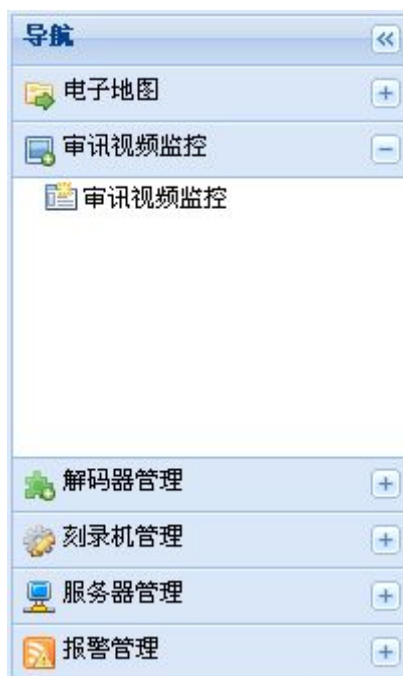 导航
电子地图
审讯视频监控
审讯视频监控
解码器管理
刻录机管理
服务器管理
报警管理